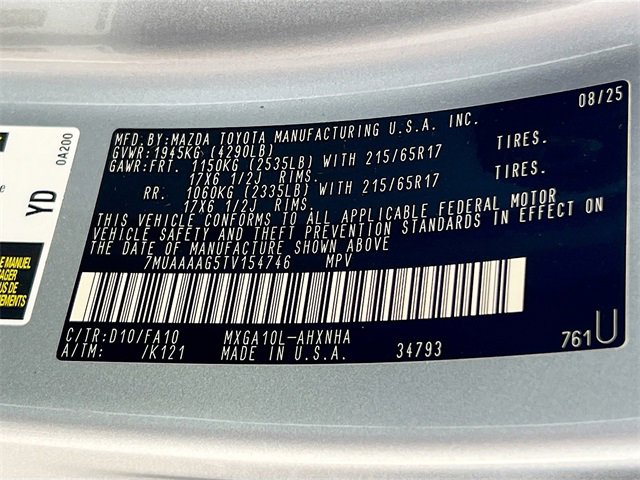 08/25
MFD.BY:MAZDA TOYOTA MANUFACTURING U.S.A. INC.
GVWR:1945KG (4290LB)
GAWR:FRT. 1150KG (2535LB) WITH 215/65R17 TIRES.
17X6 1/2J RIMS.
RR. 1060KG (2335LB) WITH 215/65R17 TIRES.
17X6 1/2J RIMS.
THIS VEHICLE CONFORMS TO ALL APPLICABLE FEDERAL MOTOR
VEHICLE SAFETY AND THEFT PREVENTION STANDARDS IN EFFECT ON
THE DATE OF MANUFACTURE SHOWN ABOVE
7MUAAAAG5TV154746 MPV
C/TR:D10/FA10 MXGA10L-AHXNHA
A/TM: /K121 MADE IN U.S.A. 34793
761U
0A200
YD
MANUEL